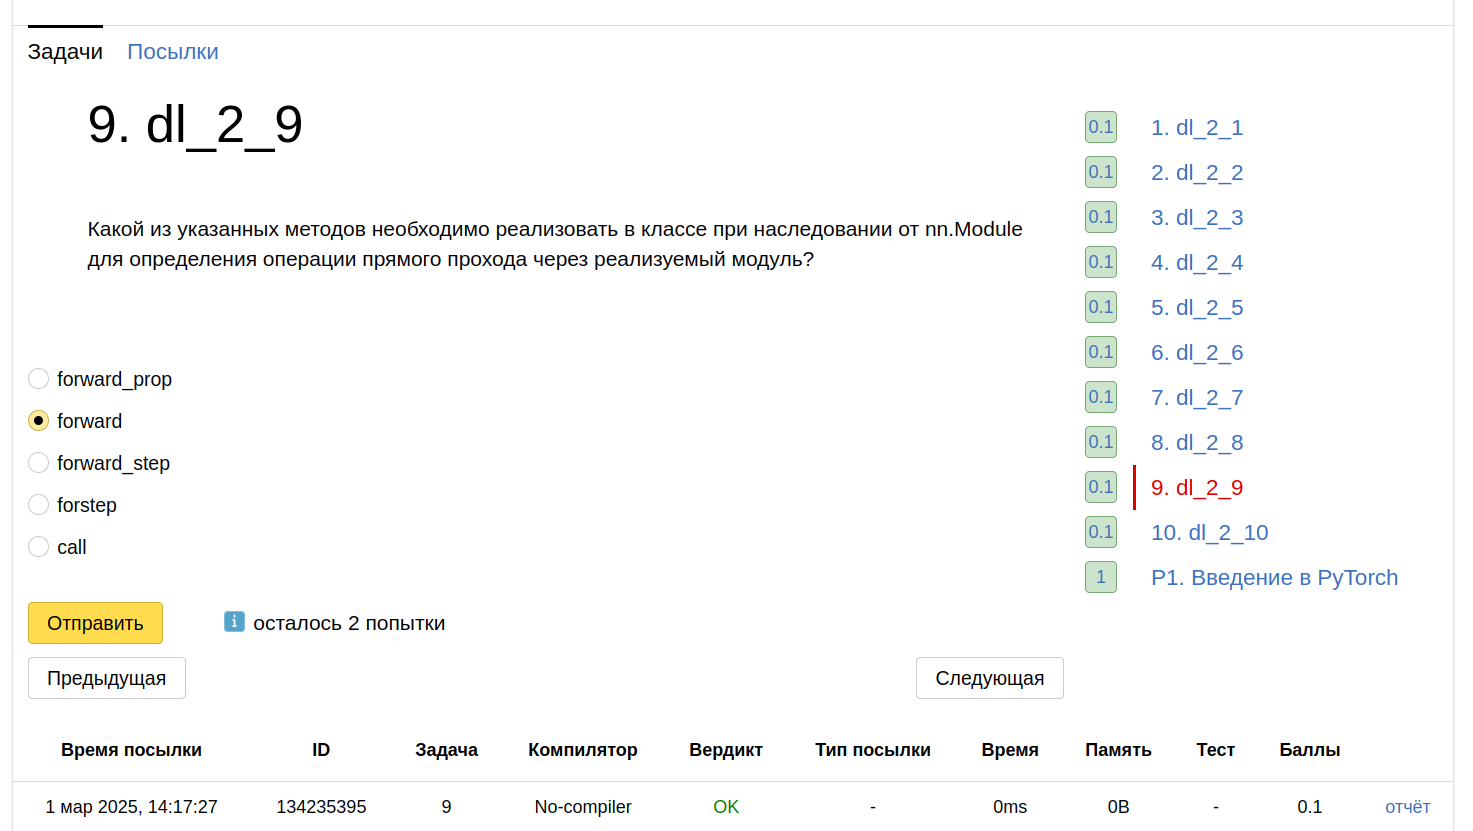 Задачи Посылки
9. dl_2_9
Какой из указанных методов необходимо реализовать в классе при наследовании от nn.Module
для определения операции прямого прохода через реализуемый модуль?
forward_prop
forward
forward_step
forstep
call
Отправить
i осталось 2 попытки
Предыдущая
Следующая
0.1 1. dl_2_1
0.1 2. dl_2_2
0.1 3. dl_2_3
0.1 4. dl_2_4
0.1 5. dl_2_5
0.1 6. dl_2_6
0.1 7. dl_2_7
0.1 8. dl_2_8
0.1 9. dl_2_9
0.1 10. dl_2_10
1 P1. Введение в PyTorch
Время посылки ID Задача Компилятор Вердикт Тип посылки Время Память Тест Баллы
1 мар 2025, 14:17:27 134235395 9 No-compiler OK - 0ms 0B - 0.1 отчёт